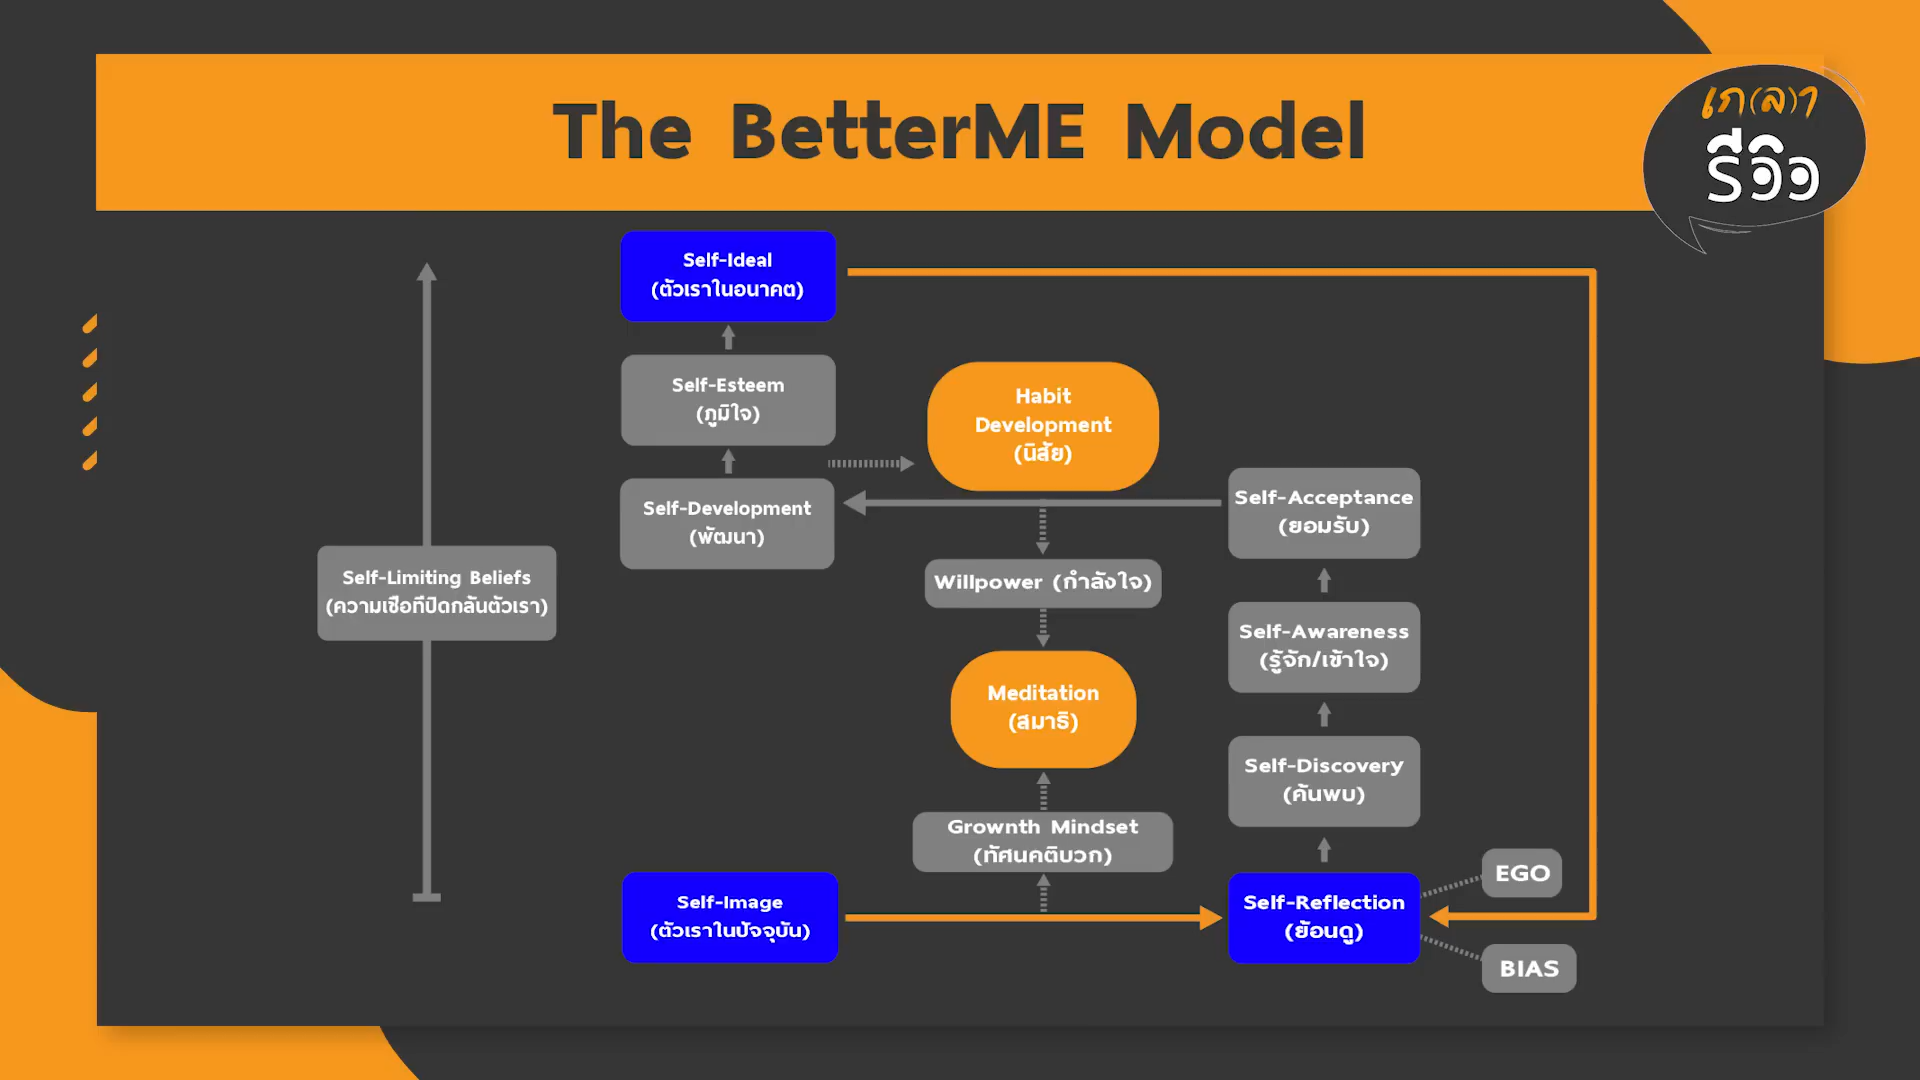 The BetterME Model
เก(ล)า
รีวิว
Self-Ideal
(ตัวเราในอนาคต)
Self-Esteem
(ภูมิใจ)
Habit
Development
(นิสัย)
Self-Development
(พัฒนา)
Self-Acceptance
(ยอมรับ)
Self-Limiting Beliefs
(ความเชื่อที่ปิดกลั้นตัวเรา)
Willpower (กำลังใจ)
Self-Awareness
(รู้จัก/เข้าใจ)
Meditation
(สมาธิ)
Self-Discovery
(ค้นพบ)
Grownth Mindset
(ทัศนคติบวก)
Self-Image
(ตัวเราในปัจจุบัน)
Self-Reflection
(ย้อนดู)
EGO
BIAS